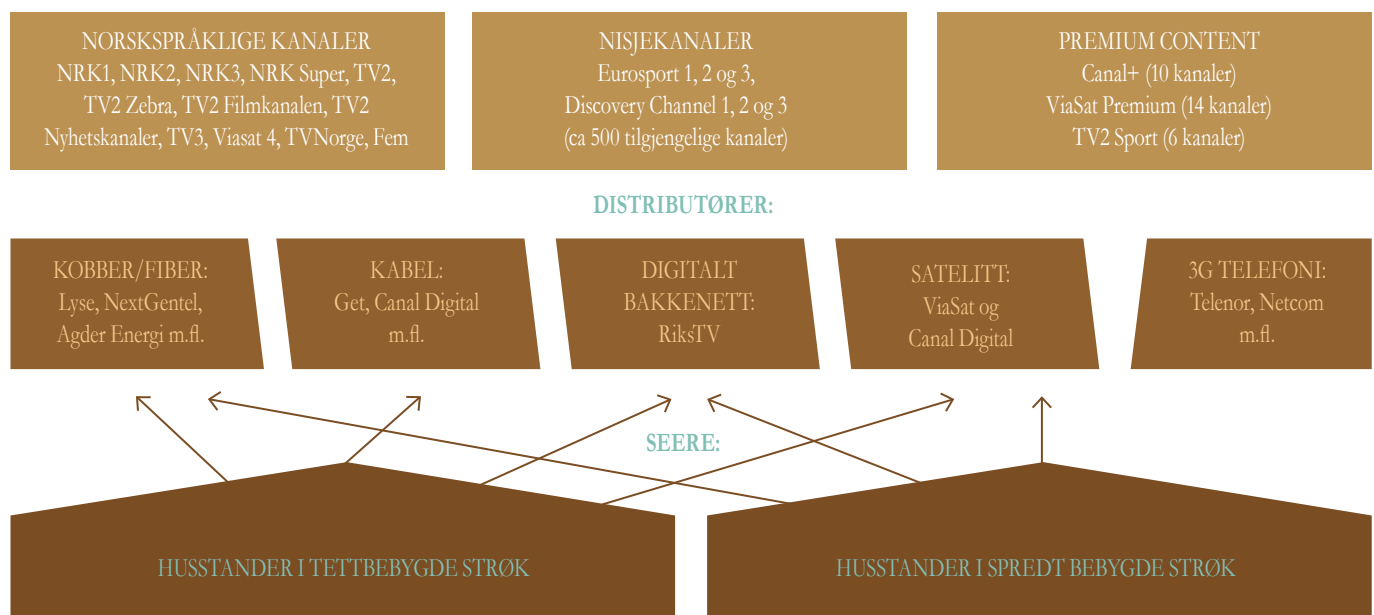 NORSKSPRÅKLIGE KANALER
NRK1, NRK2, NRK3, NRK Super, TV2,
TV2 Zebra, TV2 Filmkanalen, TV2
Nyhetskanaler, TV3, Viasat 4, TVNorge, Fem
NISJEKANALER
Eurosport 1, 2 og 3,
Discovery Channel 1, 2 og 3
(ca 500 tilgjengelige kanaler)
PREMIUM CONTENT
Canal+ (10 kanaler)
ViaSat Premium (14 kanaler)
TV2 Sport (6 kanaler)
DISTRIBUTØRER:
KOBBER/FIBER:
Lyse, NextGentel,
Agder Energi m.fl.
KABEL:
Get, Canal Digital
m.fl.
DIGITALT
BAKKENETT:
RiksTV
SATELITT:
ViaSat og
Canal Digital
3G TELEFONI:
Telenor, Netcom
m.fl.
SEERE:
HUSSTANDER I TETTBEBYGDE STRØK
HUSSTANDER I SPREDT BEBYGDE STRØK